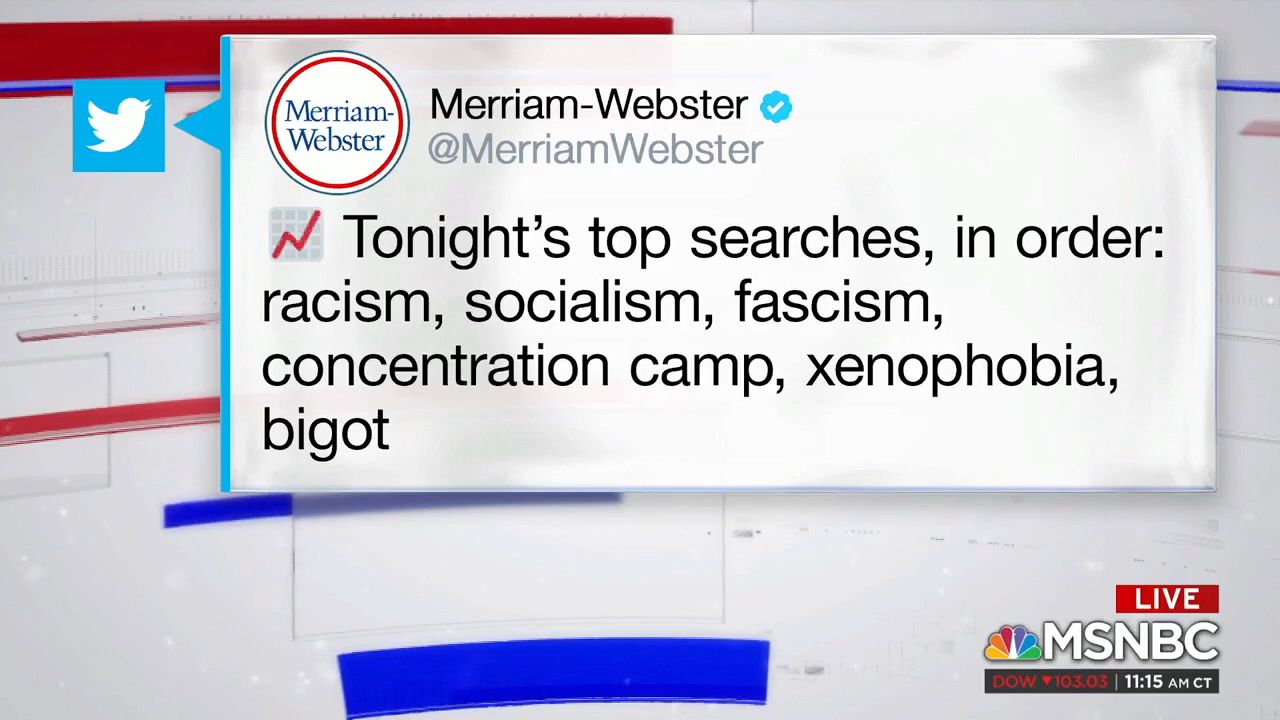 Merriam-Webster
Merriam-Webster
@MerriamWebster
📈 Tonight’s top searches, in order:
racism, socialism, fascism,
concentration camp, xenophobia,
bigot
LIVE
MSNBC
DOW ▼103.03 | 11:15 AM CT